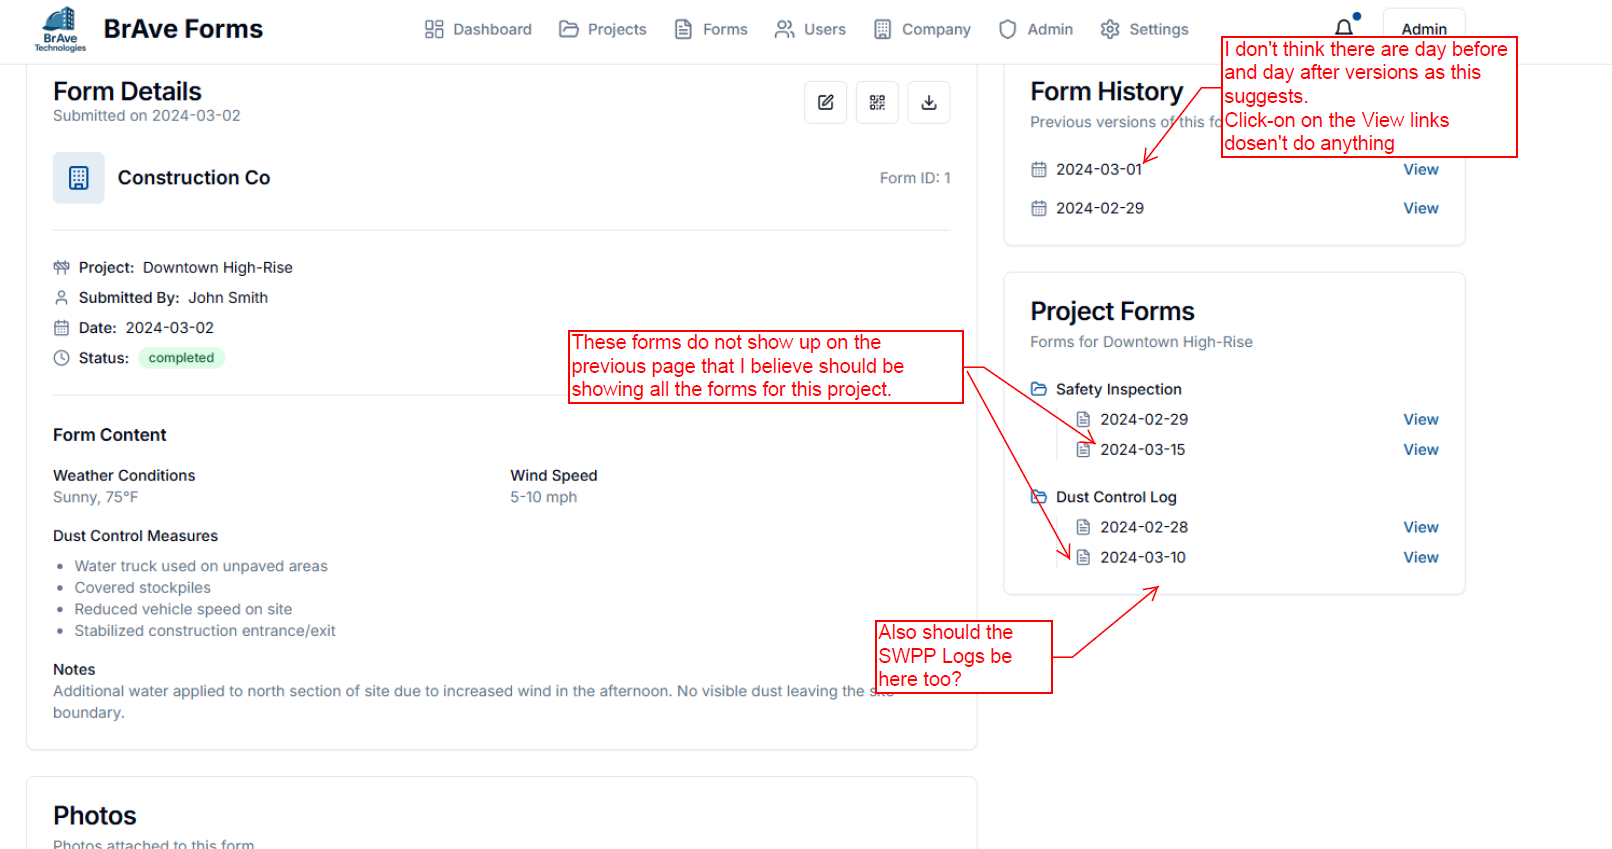 BrAve
Technologies
BrAve Forms
Dashboard
Projects
Forms
Users
Company
Admin
Settings
Admin
Form Details
Submitted on 2024-03-02
Construction Co
Form ID: 1
Project: Downtown High-Rise
Submitted By: John Smith
Date: 2024-03-02
Status: completed
Form Content
Weather Conditions
Sunny, 75°F
Wind Speed
5-10 mph
Dust Control Measures
Water truck used on unpaved areas
Covered stockpiles
Reduced vehicle speed on site
Stabilized construction entrance/exit
Notes
Additional water applied to north section of site due to increased wind in the afternoon. No visible dust leaving the site
boundary.
Photos
Photos attached to this form
Form History
Previous versions of this fo
2024-03-01 View
2024-02-29 View
Project Forms
Forms for Downtown High-Rise
Safety Inspection
2024-02-29 View
2024-03-15 View
Dust Control Log
2024-02-28 View
2024-03-10 View
I don't think there are day before
and day after versions as this
suggests.
Click-on on the View links
dosen't do anything
These forms do not show up on the
previous page that I believe should be
showing all the forms for this project.
Also should the
SWPP Logs be
here too?